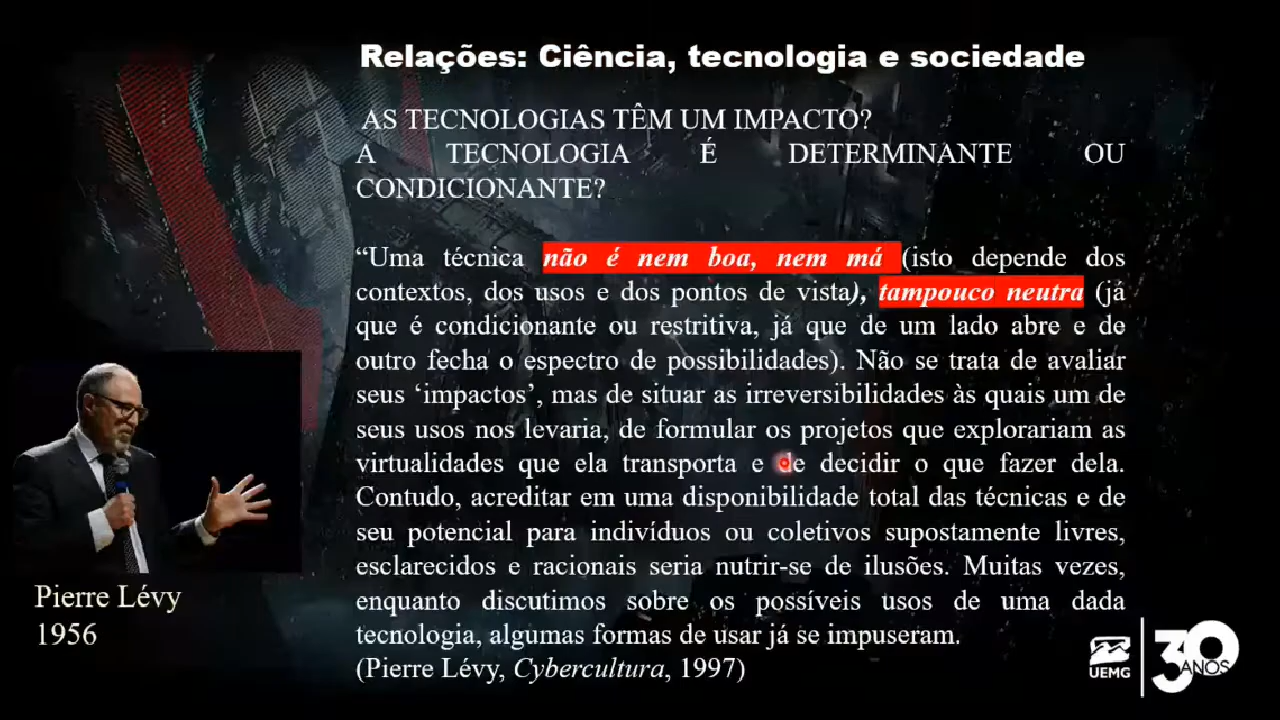 Relações: Ciência, tecnologia e sociedade
AS TECNOLOGIAS TÊM UM IMPACTO?
A TECNOLOGIA É DETERMINANTE OU
CONDICIONANTE?
“Uma técnica não é nem boa, nem má (isto depende dos
contextos, dos usos e dos pontos de vista), tampouco neutra (já
que é condicionante ou restritiva, já que de um lado abre e de
outro fecha o espectro de possibilidades). Não se trata de avaliar
seus ‘impactos’, mas de situar as irreversibilidades às quais um de
seus usos nos levaria, de formular os projetos que explorariam as
virtualidades que ela transporta e de decidir o que fazer dela.
Contudo, acreditar em uma disponibilidade total das técnicas e de
seu potencial para indivíduos ou coletivos supostamente livres,
esclarecidos e racionais seria nutrir-se de ilusões. Muitas vezes,
enquanto discutimos sobre os possíveis usos de uma dada
tecnologia, algumas formas de usar já se impuseram.
(Pierre Lévy, Cybercultura, 1997)
Pierre Lévy
1956
UEMG
30
ANOS